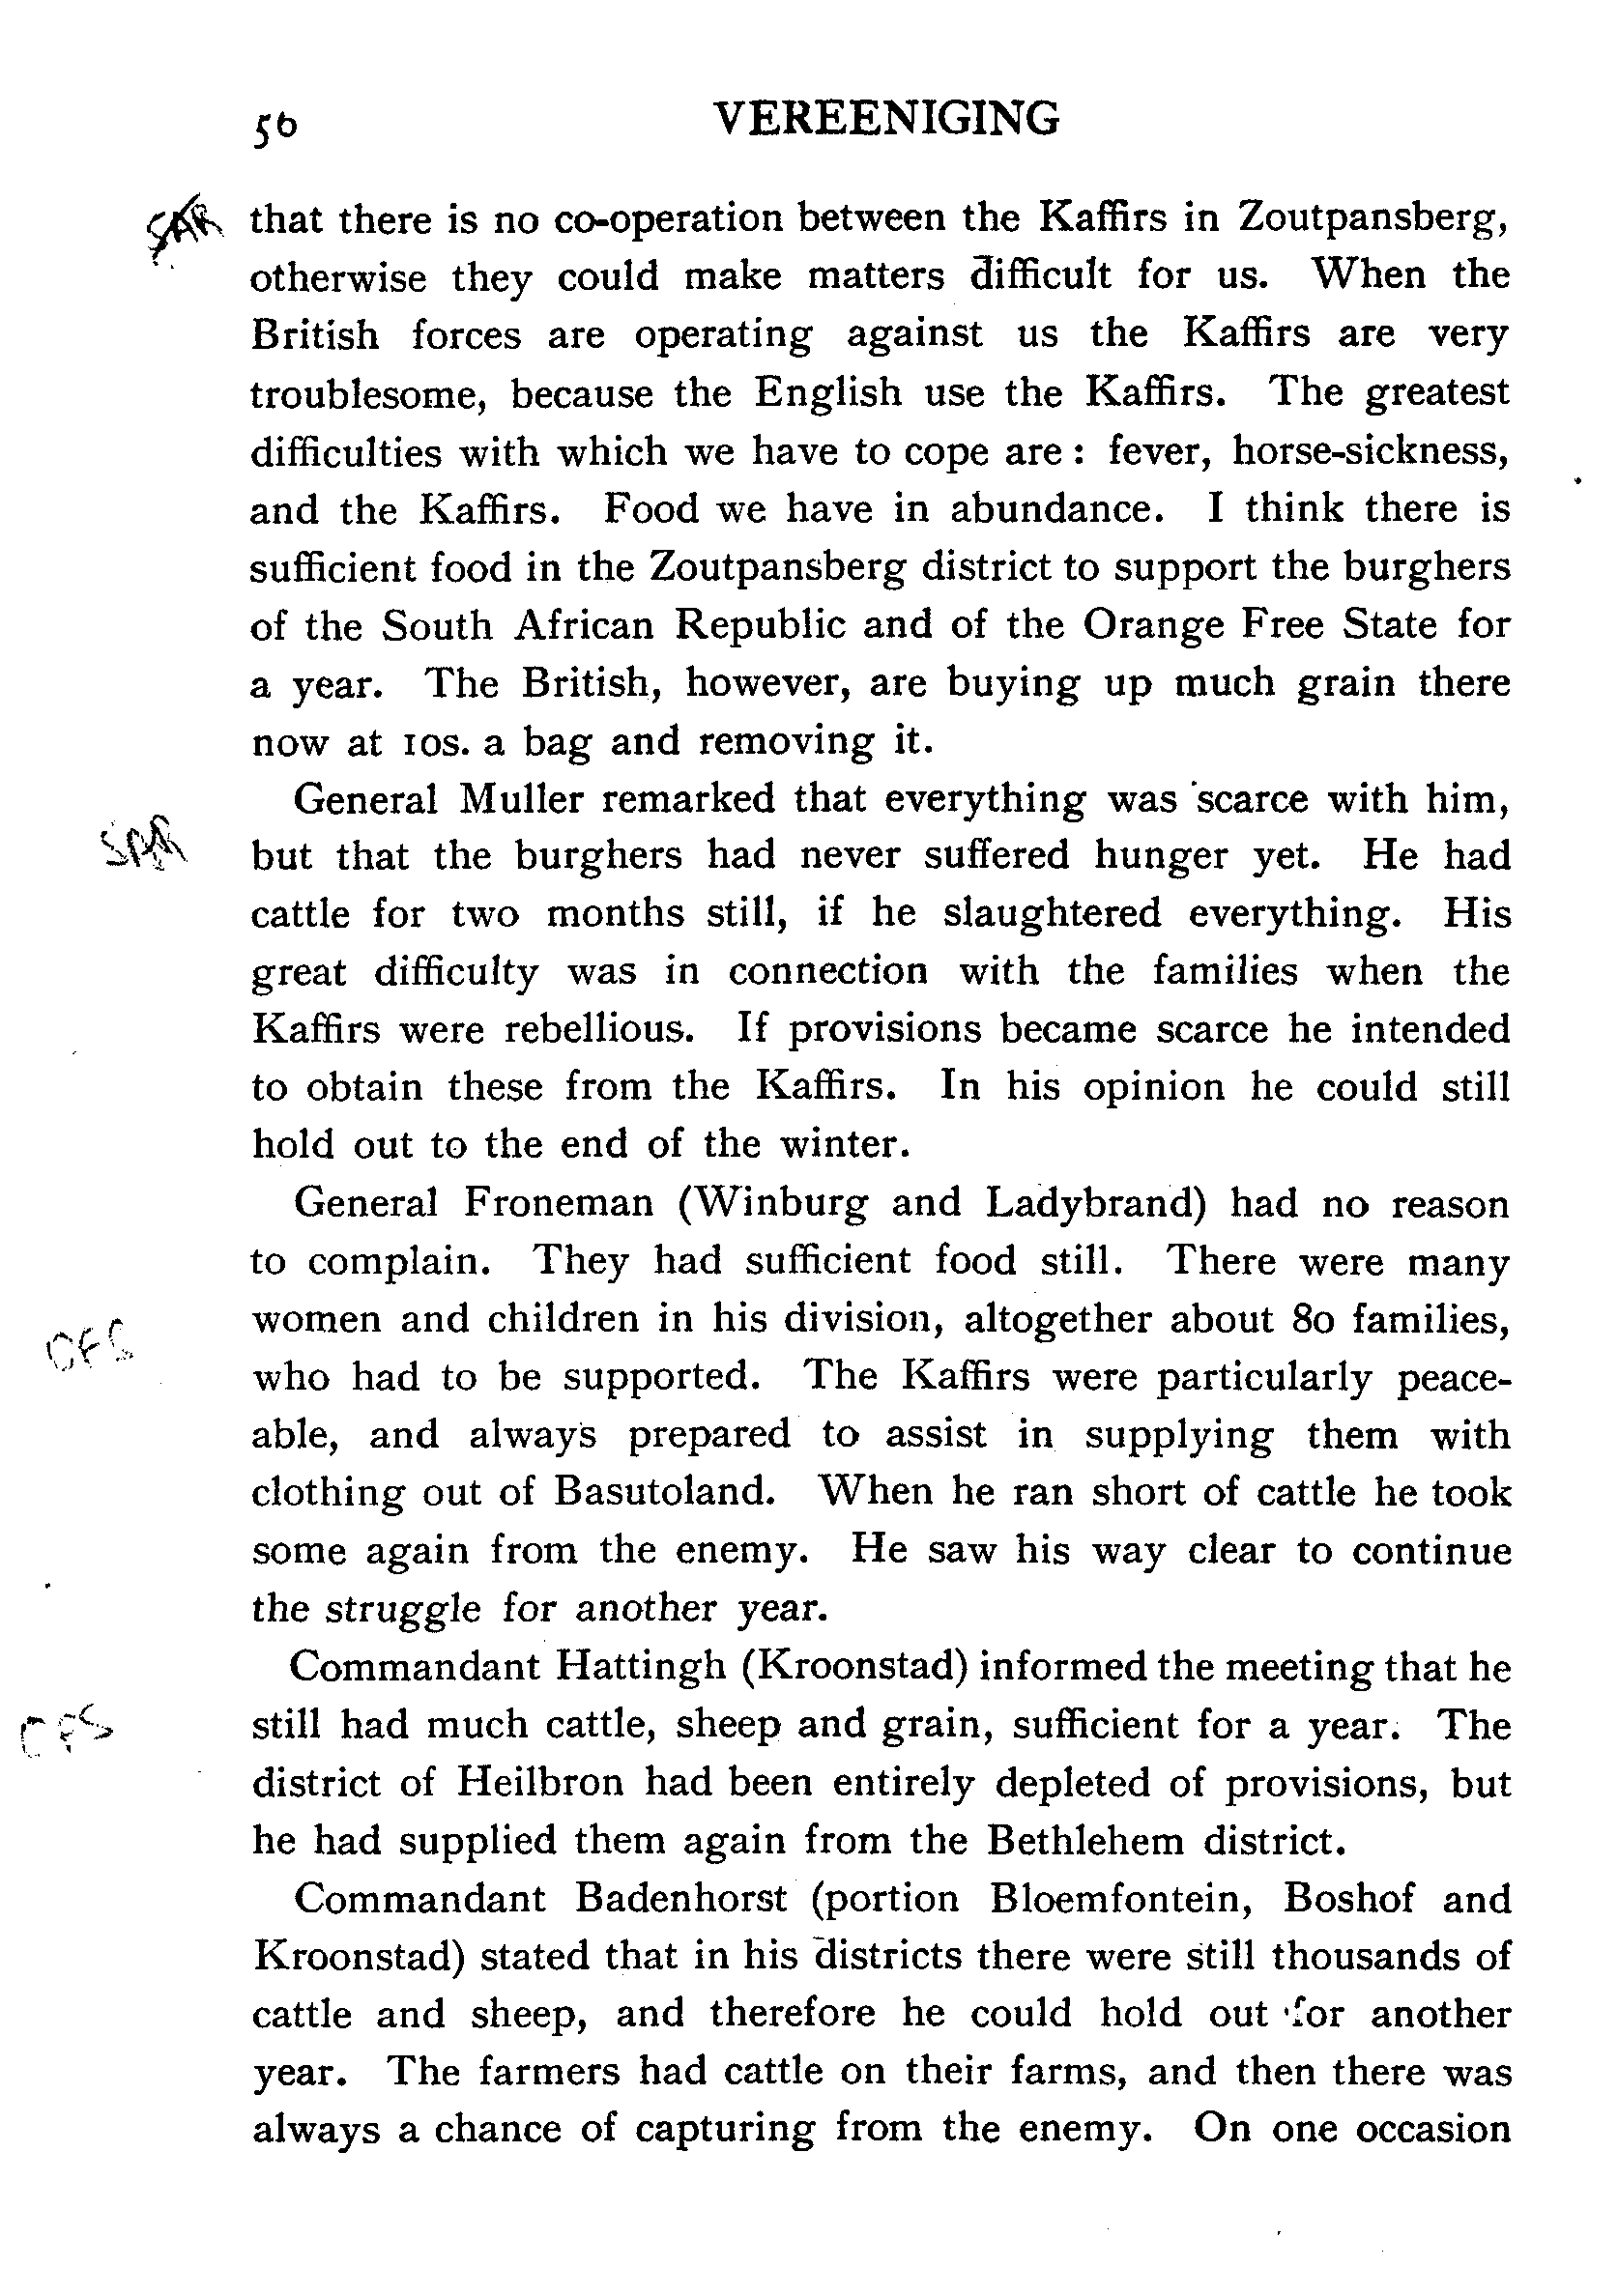 56 VEREENIGING
SAR that there is no co-operation between the Kaffirs in Zoutpansberg,
otherwise they could make matters difficult for us. When the
British forces are operating against us the Kaffirs are very
troublesome, because the English use the Kaffirs. The greatest
difficulties with which we have to cope are : fever, horse-sickness,
and the Kaffirs. Food we have in abundance. I think there is
sufficient food in the Zoutpansberg district to support the burghers
of the South African Republic and of the Orange Free State for
a year. The British, however, are buying up much grain there
now at 10s. a bag and removing it.
General Muller remarked that everything was scarce with him,
SAR but that the burghers had never suffered hunger yet. He had
cattle for two months still, if he slaughtered everything. His
great difficulty was in connection with the families when the
Kaffirs were rebellious. If provisions became scarce he intended
to obtain these from the Kaffirs. In his opinion he could still
hold out to the end of the winter.
General Froneman (Winburg and Ladybrand) had no reason
to complain. They had sufficient food still. There were many
OFS women and children in his division, altogether about 80 families,
who had to be supported. The Kaffirs were particularly peace-
able, and always prepared to assist in supplying them with
clothing out of Basutoland. When he ran short of cattle he took
some again from the enemy. He saw his way clear to continue
the struggle for another year.
Commandant Hattingh (Kroonstad) informed the meeting that he
OFS still had much cattle, sheep and grain, sufficient for a year. The
district of Heilbron had been entirely depleted of provisions, but
he had supplied them again from the Bethlehem district.
Commandant Badenhorst (portion Bloemfontein, Boshof and
Kroonstad) stated that in his districts there were still thousands of
cattle and sheep, and therefore he could hold out for another
year. The farmers had cattle on their farms, and then there was
always a chance of capturing from the enemy. On one occasion